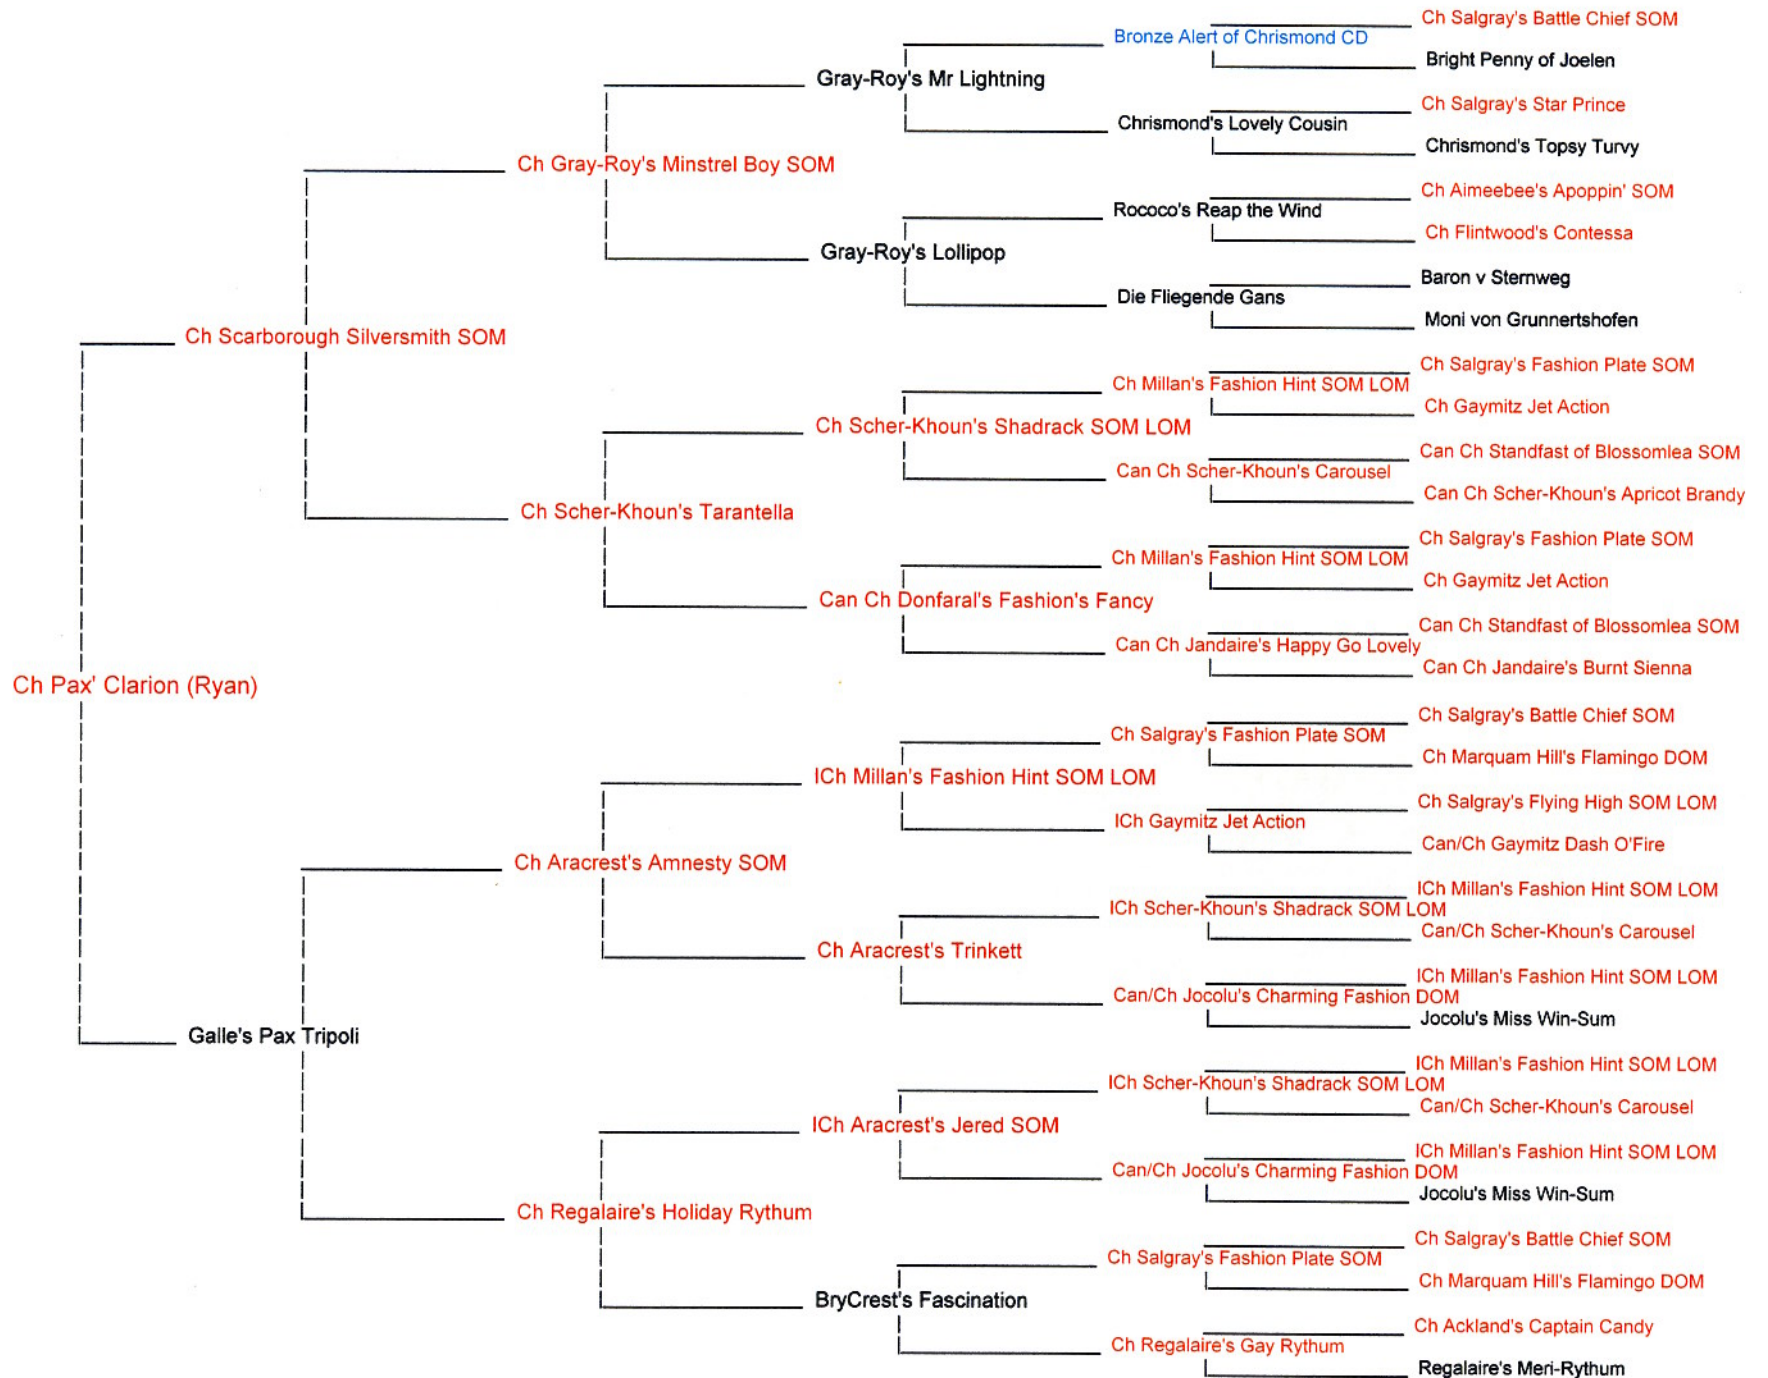 Ch Salgray's Battle Chief SOM
Bronze Alert of Chrismond CD
Bright Penny of Joelen
Gray-Roy's Mr Lightning
Ch Salgray's Star Prince
Chrismond's Lovely Cousin
Chrismond's Topsy Turvy
Ch Gray-Roy's Minstrel Boy SOM
Ch Aimeebee's Apoppin' SOM
Rococo's Reap the Wind
Ch Flintwood's Contessa
Gray-Roy's Lollipop
Baron v Sternweg
Die Fliegende Gans
Moni von Grunnertshofen
Ch Scarborough Silversmith SOM
Ch Salgray's Fashion Plate SOM
Ch Millan's Fashion Hint SOM LOM
Ch Gaymitz Jet Action
Ch Scher-Khoun's Shadrack SOM LOM
Can Ch Standfast of Blossomlea SOM
Can Ch Scher-Khoun's Carousel
Can Ch Scher-Khoun's Apricot Brandy
Ch Scher-Khoun's Tarantella
Ch Salgray's Fashion Plate SOM
Ch Millan's Fashion Hint SOM LOM
Ch Gaymitz Jet Action
Can Ch Donfaral's Fashion's Fancy
Can Ch Standfast of Blossomlea SOM
Can Ch Jandaire's Happy Go Lovely
Can Ch Jandaire's Burnt Sienna
Ch Pax' Clarion (Ryan)
Ch Salgray's Battle Chief SOM
Ch Salgray's Fashion Plate SOM
Ch Marquam Hill's Flamingo DOM
ICh Millan's Fashion Hint SOM LOM
Ch Salgray's Flying High SOM LOM
ICh Gaymitz Jet Action
Can/Ch Gaymitz Dash O'Fire
Ch Aracrest's Amnesty SOM
ICh Millan's Fashion Hint SOM LOM
ICh Scher-Khoun's Shadrack SOM LOM
Can/Ch Scher-Khoun's Carousel
Ch Aracrest's Trinkett
ICh Millan's Fashion Hint SOM LOM
Can/Ch Jocolu's Charming Fashion DOM
Jocolu's Miss Win-Sum
Galle's Pax Tripoli
ICh Millan's Fashion Hint SOM LOM
ICh Scher-Khoun's Shadrack SOM LOM
Can/Ch Scher-Khoun's Carousel
ICh Aracrest's Jered SOM
ICh Millan's Fashion Hint SOM LOM
Can/Ch Jocolu's Charming Fashion DOM
Jocolu's Miss Win-Sum
Ch Regalaire's Holiday Rythum
Ch Salgray's Battle Chief SOM
Ch Salgray's Fashion Plate SOM
Ch Marquam Hill's Flamingo DOM
BryCrest's Fascination
Ch Ackland's Captain Candy
Ch Regalaire's Gay Rythum
Regalaire's Meri-Rythum